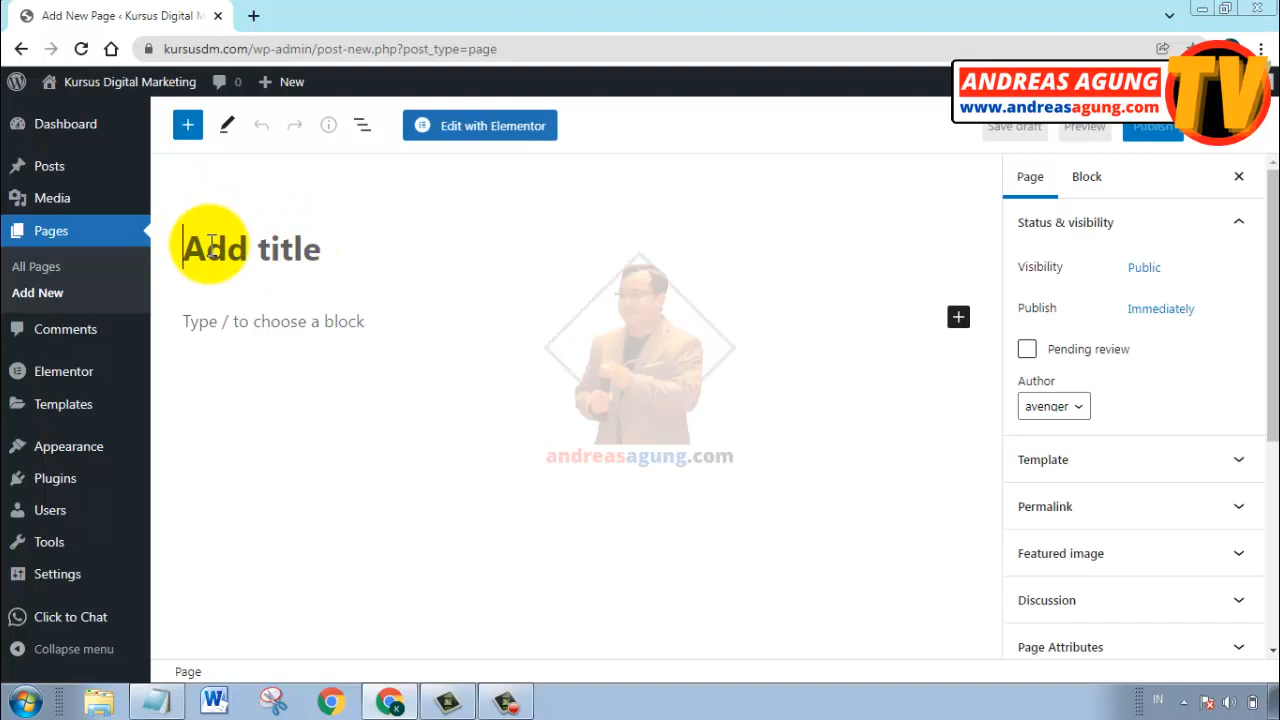 Add New Page ‹ Kursus Digital M
kursusdm.com/wp-admin/post-new.php?post_type=page
Kursus Digital Marketing
0
New
ANDREAS AGUNG
www.andreasagung.com
TV
Dashboard
Posts
Media
Pages
All Pages
Add New
Comments
Elementor
Templates
Appearance
Plugins
Users
Tools
Settings
Click to Chat
Collapse menu
Edit with Elementor
Save draft
Preview
Publish
Add title
Type / to choose a block
andreasagung.com
Page
Block
Status & visibility
Visibility
Public
Publish
Immediately
Pending review
Author
avenger
Template
Permalink
Featured image
Discussion
Page Attributes
Page
W
K
IN